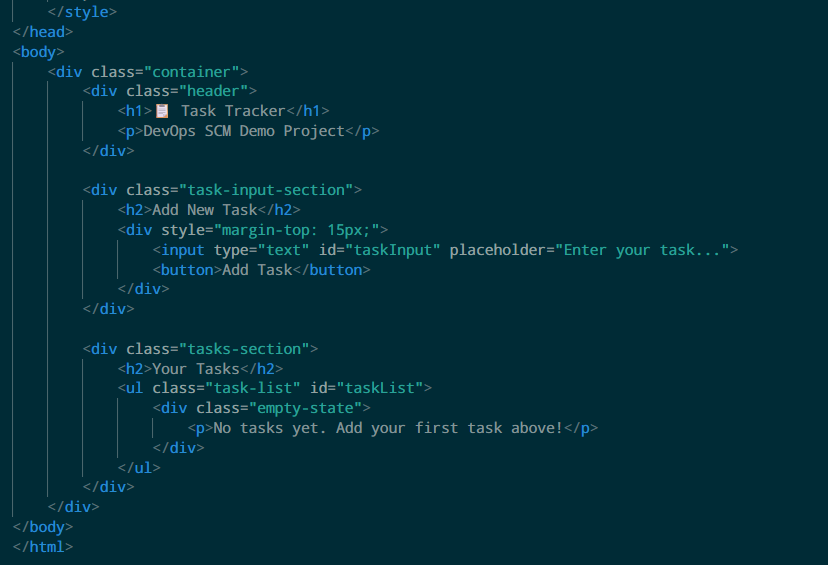 </style>
</head>
<body>
    <div class="container">
        <div class="header">
            <h1>📋 Task Tracker</h1>
            <p>DevOps SCM Demo Project</p>
        </div>

        <div class="task-input-section">
            <h2>Add New Task</h2>
            <div style="margin-top: 15px;">
                <input type="text" id="taskInput" placeholder="Enter your task...">
                <button>Add Task</button>
            </div>
        </div>

        <div class="tasks-section">
            <h2>Your Tasks</h2>
            <ul class="task-list" id="taskList">
                <div class="empty-state">
                    <p>No tasks yet. Add your first task above!</p>
                </div>
            </ul>
        </div>
    </div>
</body>
</html>